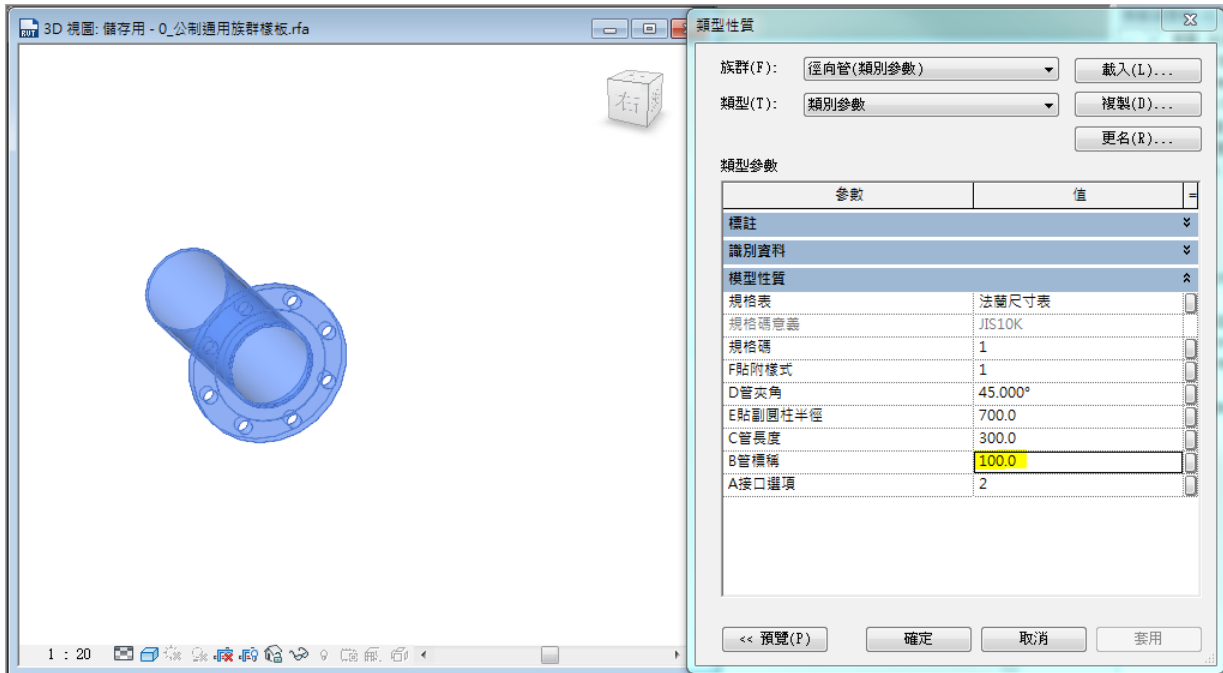 3D 視圖: 儲存用 - 0_公制通用族群樣板.rfa
右
1 : 20
類型性質
族群(F): 徑向管(類別參數) 載入(L)...
類型(T): 類別參數 複製(D)...
更名(R)...
類型參數
參數 值 =
標註
識別資料
模型性質
規格表 法蘭尺寸表
規格碼意義 JIS10K
規格碼 1
F貼附樣式 1
D管夾角 45.000°
E貼副圓柱半徑 700.0
C管長度 300.0
B管標稱 100.0
A接口選項 2
<< 預覽(P) 確定 取消 套用